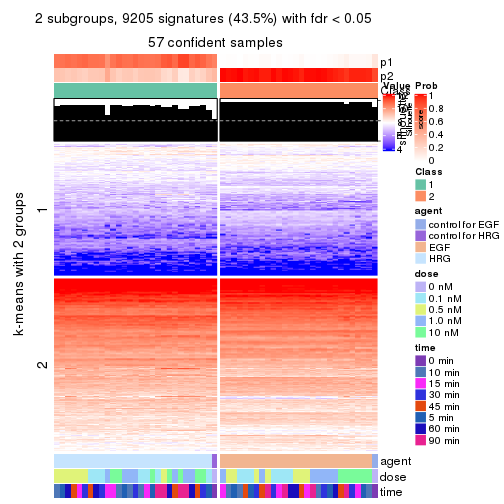 2 subgroups, 9205 signatures (43.5%) with fdr < 0.05
57 confident samples
p1
p2
Class
k-means with 2 groups
1
2
agent
dose
time
Value
4
Prob
1
0.8
0.6
0.4
0.2
0
Class
1
2
agent
control for EGF
control for HRG
EGF
HRG
dose
0 nM
0.1 nM
0.5 nM
1.0 nM
10 nM
time
0 min
10 min
15 min
30 min
45 min
5 min
60 min
90 min